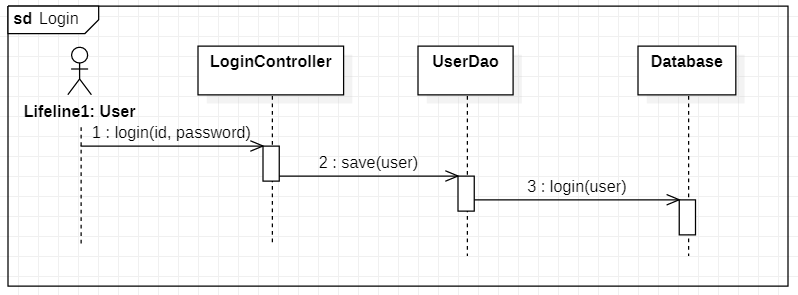 sd Login
LoginController
UserDao
Database
Lifeline1: User
1 : login(id, password)
2 : save(user)
3 : login(user)